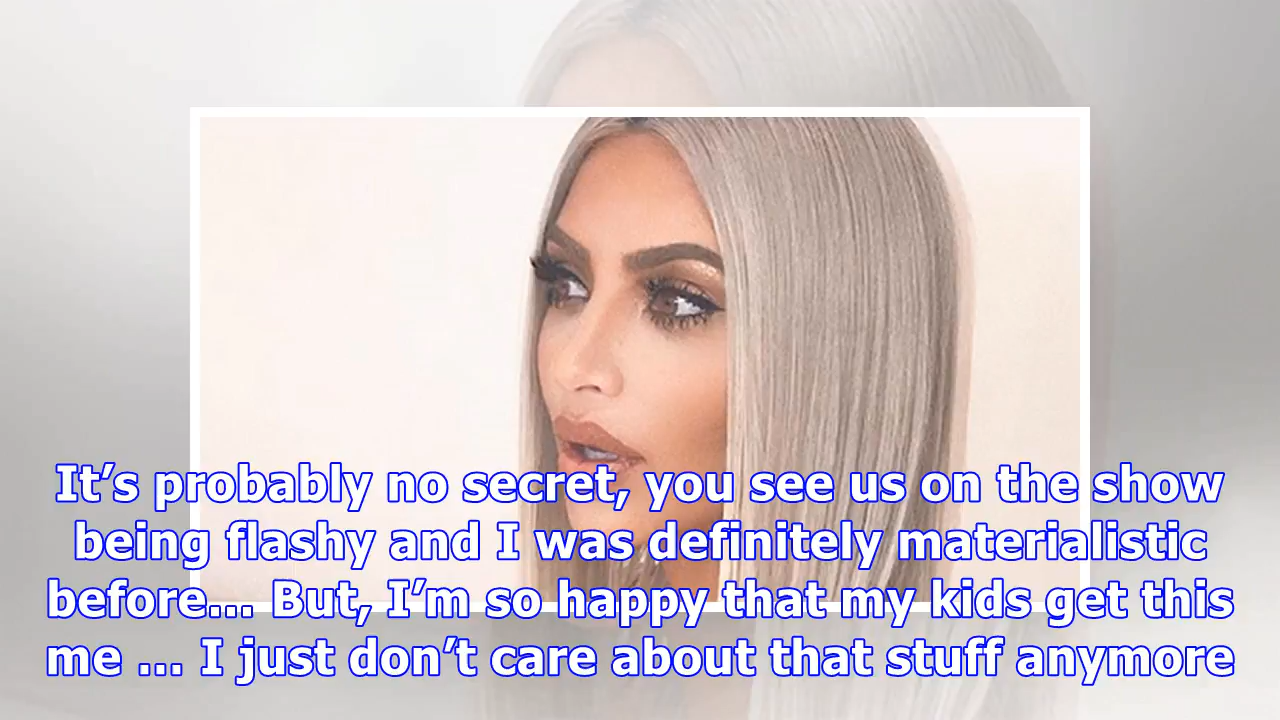 It’s probably no secret, you see us on the show
being flashy and I was definitely materialistic
before... But, I’m so happy that my kids get this
me ... I just don’t care about that stuff anymore